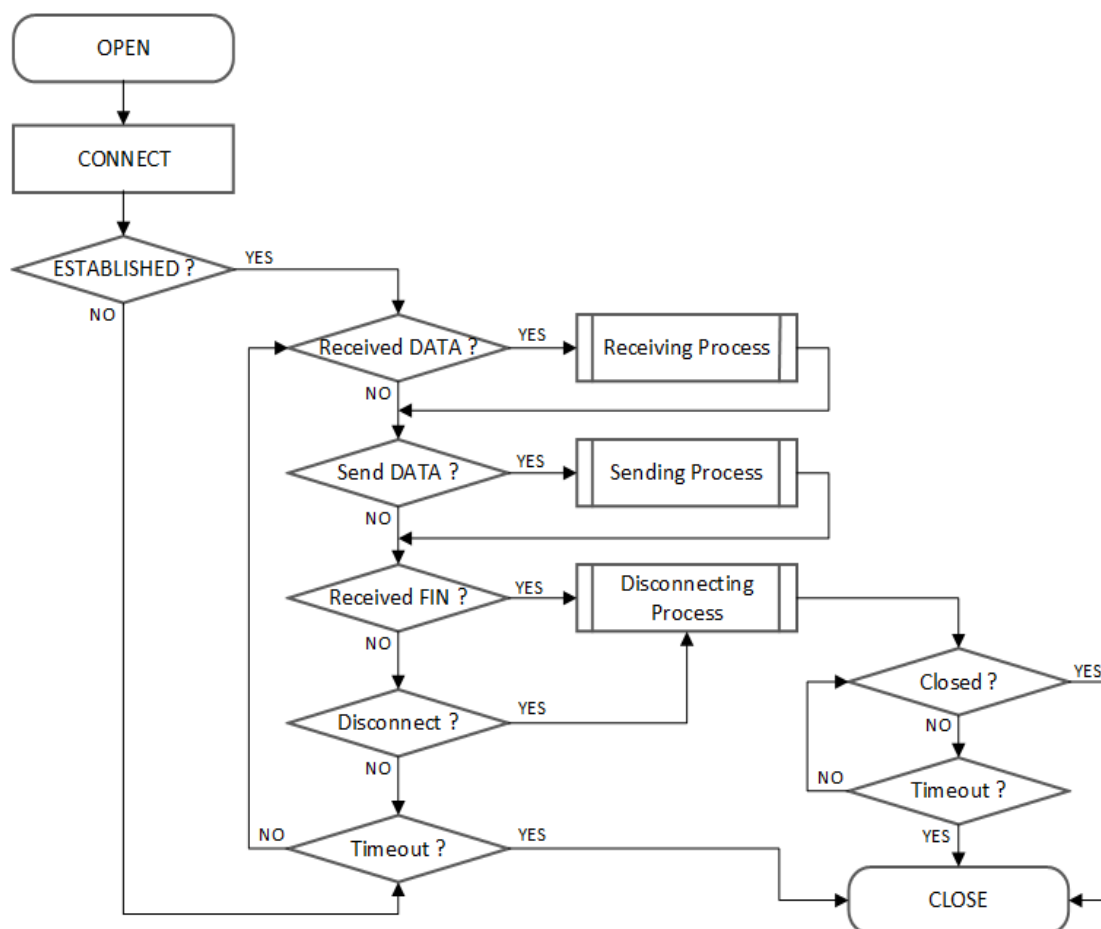 OPEN
CONNECT
ESTABLISHED ?
YES
NO
Received DATA ?
YES
Receiving Process
NO
Send DATA ?
YES
Sending Process
NO
Received FIN ?
YES
Disconnecting
Process
NO
Closed ?
YES
NO
Disconnect ?
YES
NO
Timeout ?
NO
YES
NO
Timeout ?
YES
CLOSE